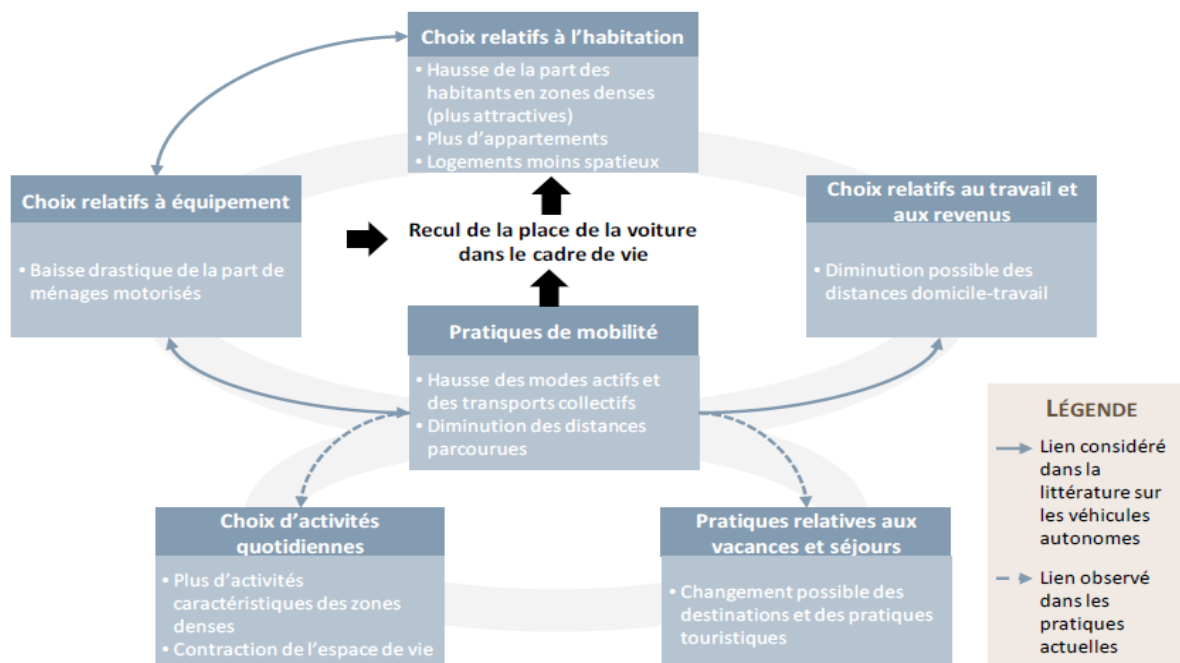 Choix relatifs à l'habitation
• Hausse de la part des
habitants en zones denses
(plus attractives)
• Plus d'appartements
• Logements moins spatieux
Choix relatifs à équipement
• Baisse drastique de la part de
ménages motorisés
Recul de la place de la voiture
dans le cadre de vie
Choix relatifs au travail et
aux revenus
• Diminution possible des
distances domicile-travail
Pratiques de mobilité
• Hausse des modes actifs et
des transports collectifs
• Diminution des distances
parcourues
Choix d'activités
quotidiennes
• Plus d'activités
caractéristiques des zones
denses
• Contraction de l'espace de vie
Pratiques relatives aux
vacances et séjours
• Changement possible des
destinations et des pratiques
touristiques
LÉGENDE
Lien considéré
dans la
littérature sur
les véhicules
autonomes
Lien observé
dans les
pratiques
actuelles